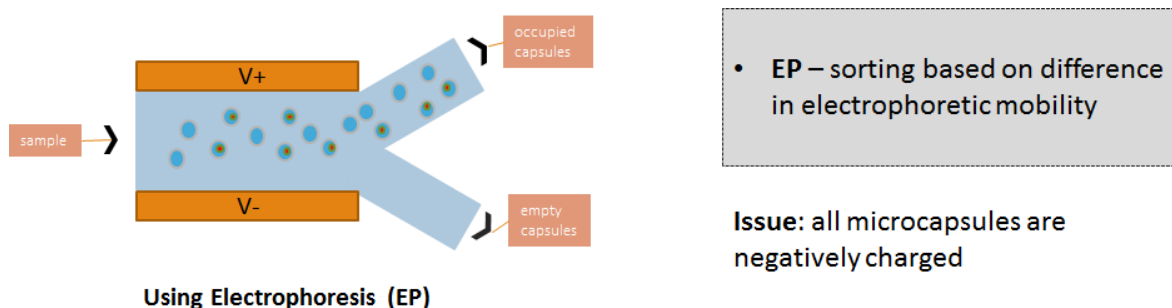 occupied
capsules
V+
sample
V-
empty
capsules
Using Electrophoresis (EP)
• EP – sorting based on difference
in electrophoretic mobility
Issue: all microcapsules are
negatively charged